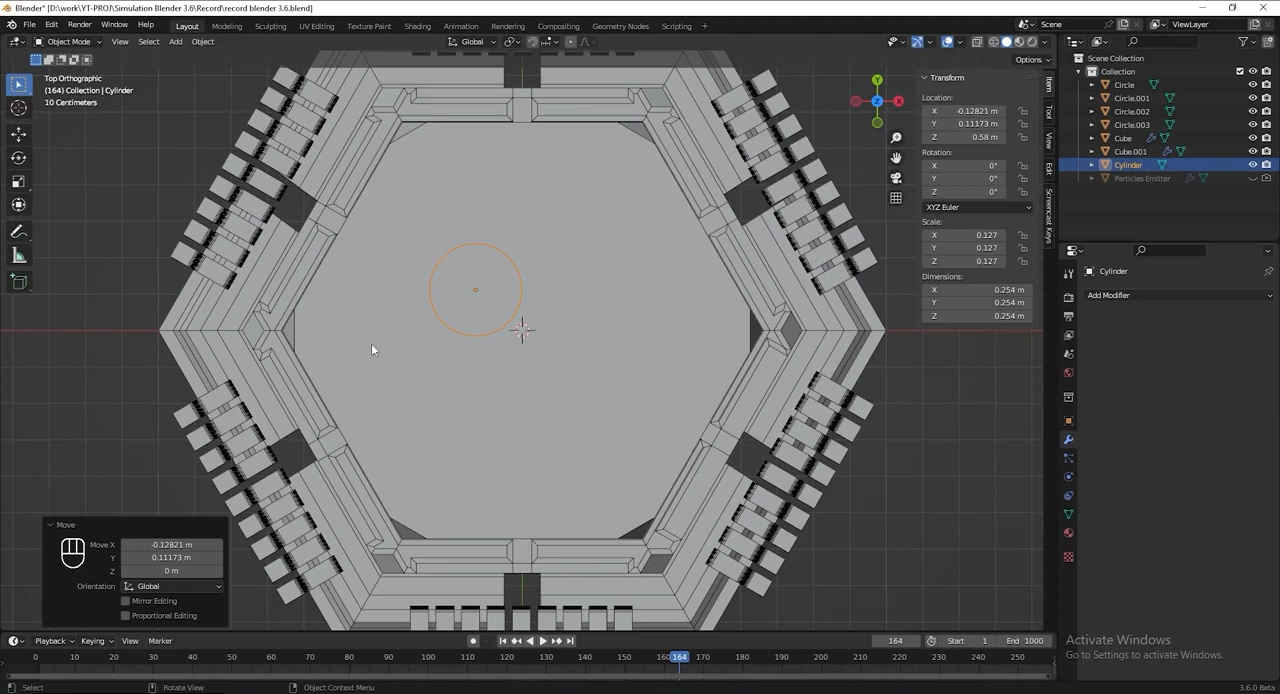 Blender* [D:\work\YT-PROJ\Simulation Blender 3.6\Record\record blender 3.6.blend]
File Edit Render Window Help Layout Modeling Sculpting UV Editing Texture Paint Shading Animation Rendering Compositing Geometry Nodes Scripting + Scene ViewLayer
Object Mode View Select Add Object Global
Options
Top Orthographic
(164) Collection | Cylinder
10 Centimeters
Y
X
Z
Transform
Location:
X -0.12821 m
Y 0.11173 m
Z 0.58 m
Rotation:
X 0°
Y 0°
Z 0°
XYZ Euler
Scale:
X 0.127
Y 0.127
Z 0.127
Dimensions:
X 0.254 m
Y 0.254 m
Z 0.254 m
Item
Tool
View
Edit
Screencast Keys
Scene Collection
Collection
Circle
Circle.001
Circle.002
Circle.003
Cube
Cube.001
Cylinder
Particles Emitter
Cylinder
Add Modifier
Move
Move X -0.12821 m
Y 0.11173 m
Z 0 m
Orientation Global
Mirror Editing
Proportional Editing
Playback Keying View Marker 164 Start 1 End 1000
0 10 20 30 40 50 60 70 80 90 100 110 120 130 140 150 160 164 170 180 190 200 210 220 230 240 250
Activate Windows
Go to Settings to activate Windows.
Select Rotate View Object Context Menu 3.6.0 Beta